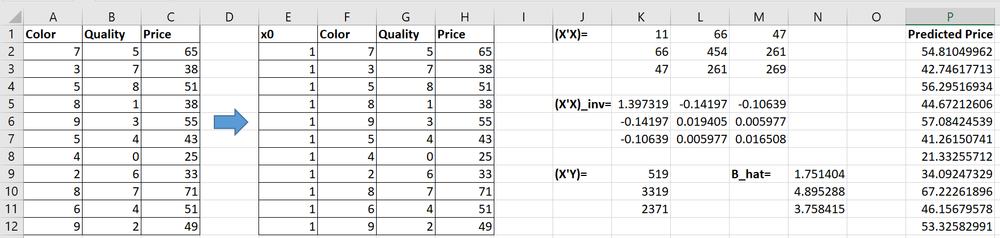 A B C D E F G H I J K L M N O P
1 Color Quality Price x0 Color Quality Price (X'X)= 11 66 47 Predicted Price
2 7 5 65 1 7 5 65 66 454 261 54.81049962
3 3 7 38 1 3 7 38 47 261 269 42.74617713
4 5 8 51 1 5 8 51 56.29516934
5 8 1 38 1 8 1 38 (X'X)_inv= 1.397319 -0.14197 -0.10639 44.67212606
6 9 3 55 1 9 3 55 -0.14197 0.019405 0.005977 57.08424539
7 5 4 43 1 5 4 43 -0.10639 0.005977 0.016508 41.26150741
8 4 0 25 1 4 0 25 21.33255712
9 2 6 33 1 2 6 33 (X'Y)= 519 B_hat= 1.751404 34.09247329
10 8 7 71 1 8 7 71 3319 4.895288 67.22261896
11 6 4 51 1 6 4 51 2371 3.758415 46.15679578
12 9 2 49 1 9 2 49 53.32582991